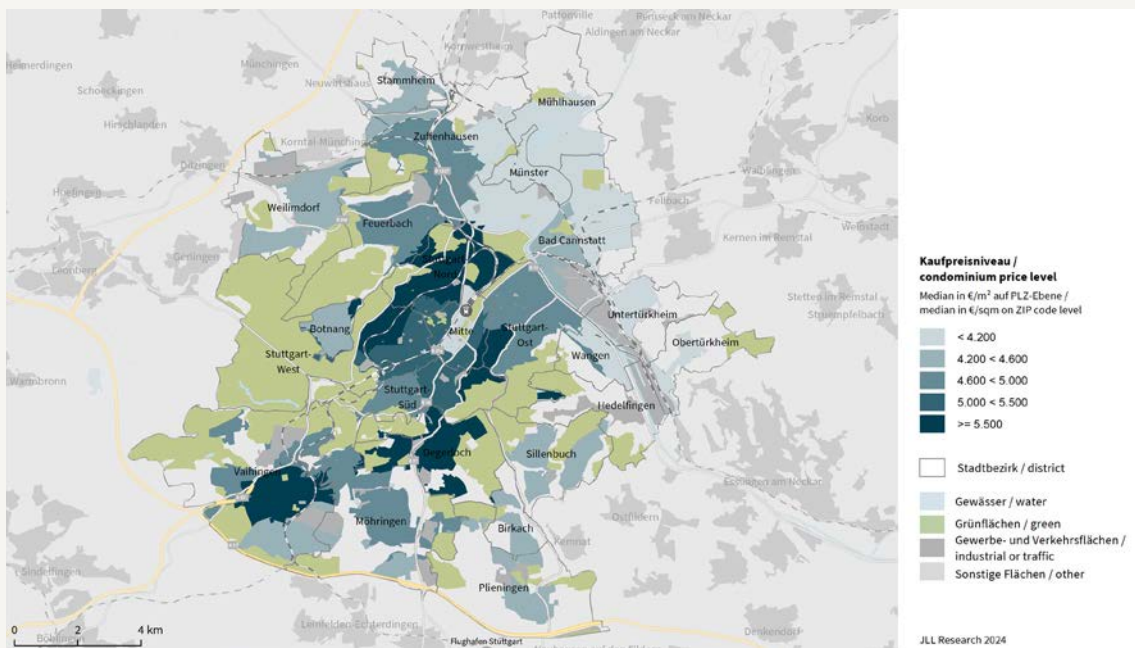 Pattonville
Remseck am Neckar
Aldingen am Neckar
Kornwestheim
Heimerdingen
Münchingen
Stammheim
Neuwirtshaus
Schoeckingen
Mühlhausen
Hirschlanden
Korb
Zuffenhausen
Korntal-Münchingen
Ditzingen
Waiblingen
Münster
Hoefingen
Fellbach
Weilimdorf
Feuerbach
Weinstadt
Bad Cannstatt
Kernen im Remstal
Gerlingen
Leonberg
Stuttgart-
Nord
Stetten im Remstal
Struempfelbach
Untertürkheim
Botnang
Mitte
Stuttgart-
Ost
Obertürkheim
Stuttgart-
West
Wangen
Warmbronn
Stuttgart
Süd
Hedelfingen
Degerloch
Sillenbuch
Vaihingen
Esslingen am Neckar
Möhringen
Birkach
Ostfildern
Kemnat
Sindelfingen
Plieningen
Leinfelden-Echterdingen
Denkendorf
Böblingen
Flughafen Stuttgart
0 2 4 km
Kaufpreisniveau /
condominium price level
Median in €/m² auf PLZ-Ebene /
median in €/sqm on ZIP code level
< 4.200
4.200 < 4.600
4.600 < 5.000
5.000 < 5.500
>= 5.500
Stadtbezirk / district
Gewässer / water
Grünflächen / green
Gewerbe- und Verkehrsflächen /
industrial or traffic
Sonstige Flächen / other
JLL Research 2024